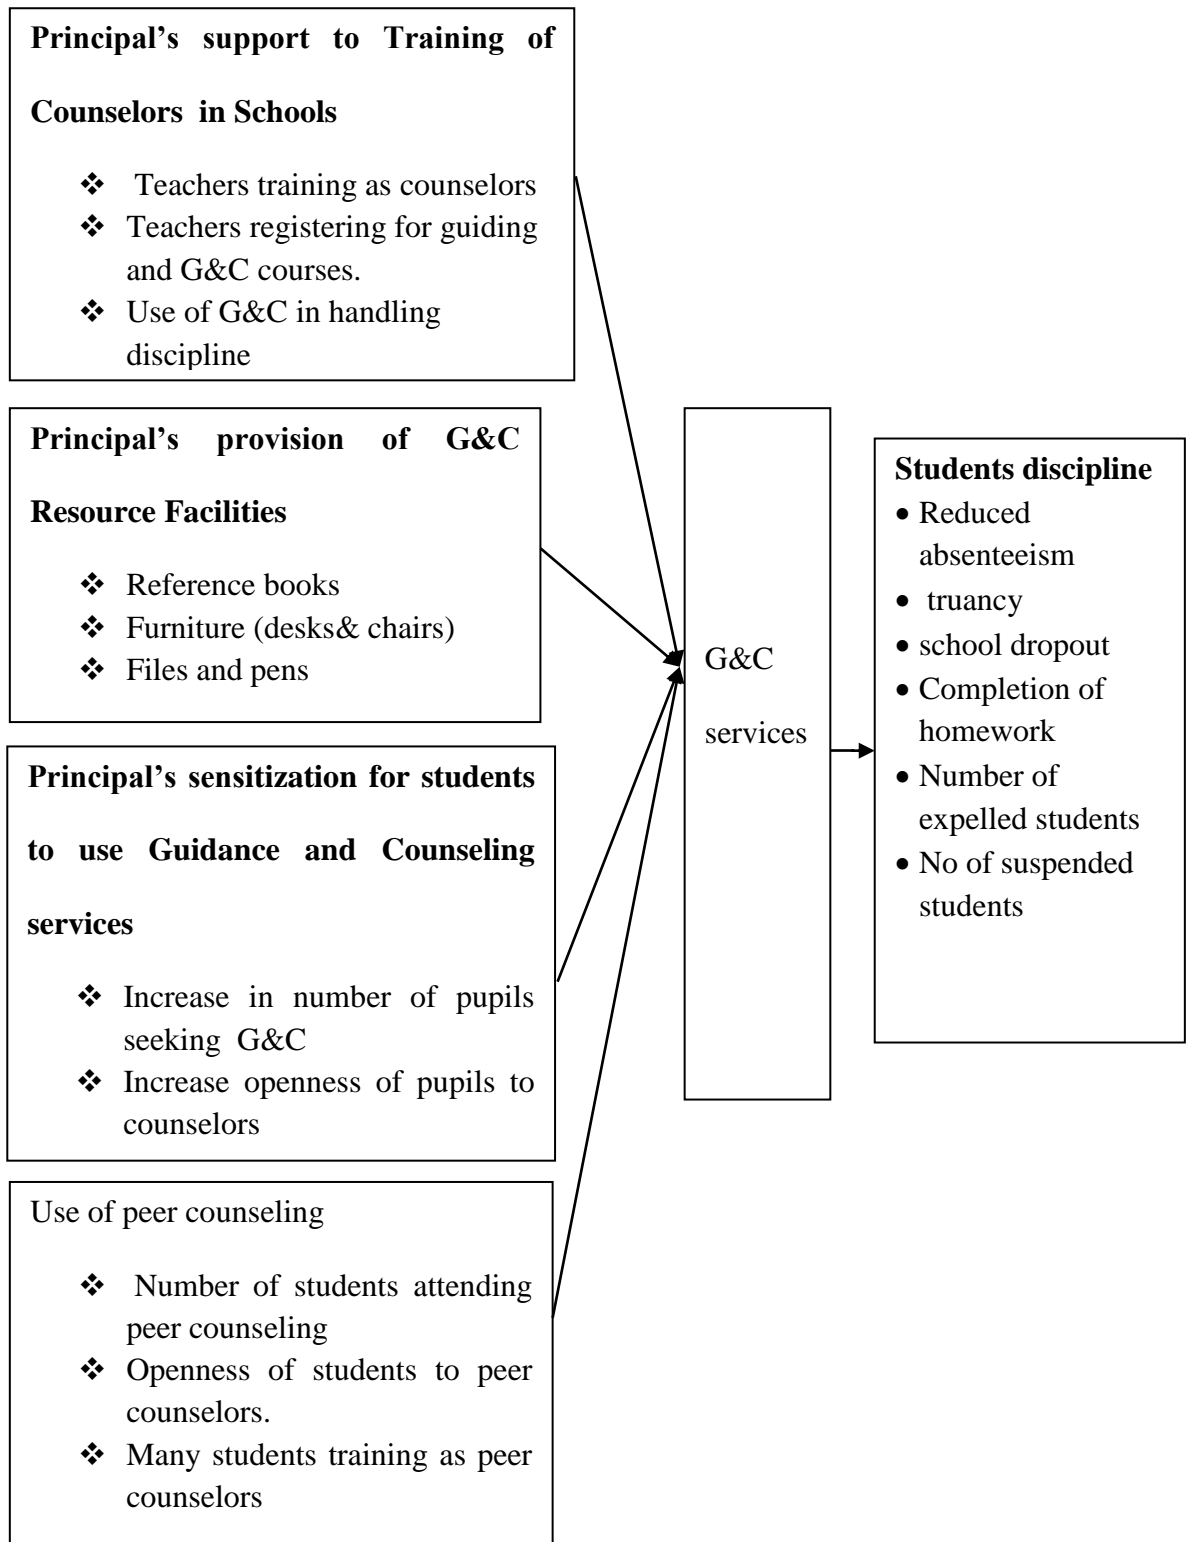 Principal’s support to Training of
Counselors in Schools
❖ Teachers training as counselors
❖ Teachers registering for guiding
and G&C courses.
❖ Use of G&C in handling
discipline
Principal’s provision of G&C
Resource Facilities
❖ Reference books
❖ Furniture (desks& chairs)
❖ Files and pens
Principal’s sensitization for students
to use Guidance and Counseling
services
❖ Increase in number of pupils
seeking G&C
❖ Increase openness of pupils to
counselors
Use of peer counseling
❖ Number of students attending
peer counseling
❖ Openness of students to peer
counselors.
❖ Many students training as peer
counselors
G&C
services
Students discipline
• Reduced
absenteeism
• truancy
• school dropout
• Completion of
homework
• Number of
expelled students
• No of suspended
students